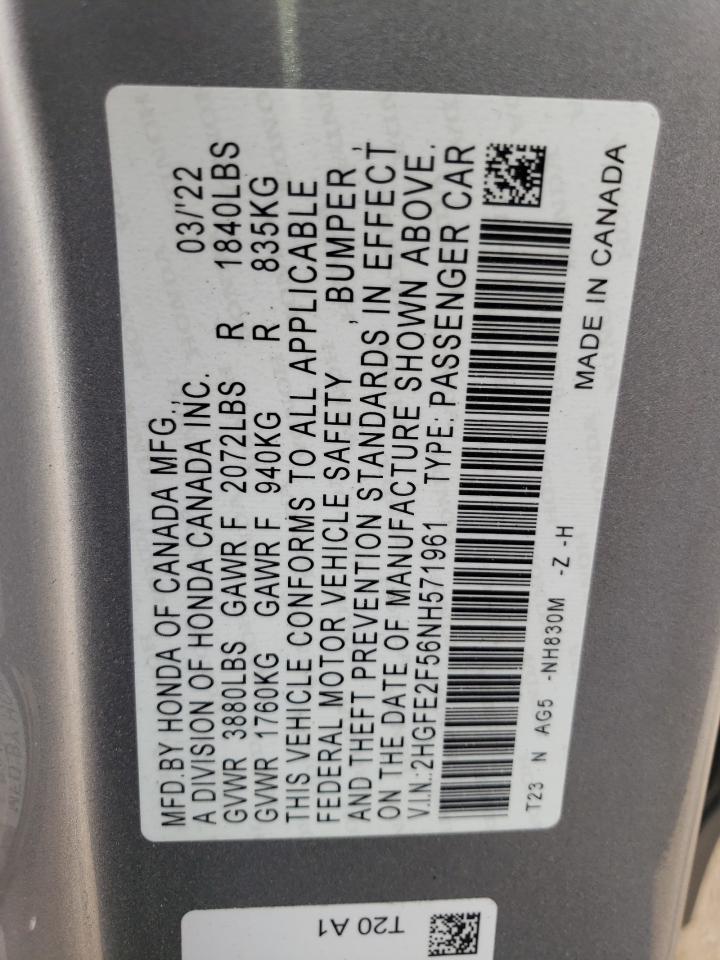 MFD.BY HONDA OF CANADA MFG., 03/'22
A DIVISION OF HONDA CANADA INC.
GVWR 3880LBS GAWR F 2072LBS R 1840LBS
GVWR 1760KG GAWR F 940KG R 835KG
THIS VEHICLE CONFORMS TO ALL APPLICABLE
FEDERAL MOTOR VEHICLE SAFETY , BUMPER ,
AND THEFT PREVENTION STANDARDS IN EFFECT
ON THE DATE OF MANUFACTURE SHOWN ABOVE.
V.I.N.:2HGFE2F56NH571961 TYPE: PASSENGER CAR
T23 N AG5 -NH830M -Z -H
MADE IN CANADA
T20 A1